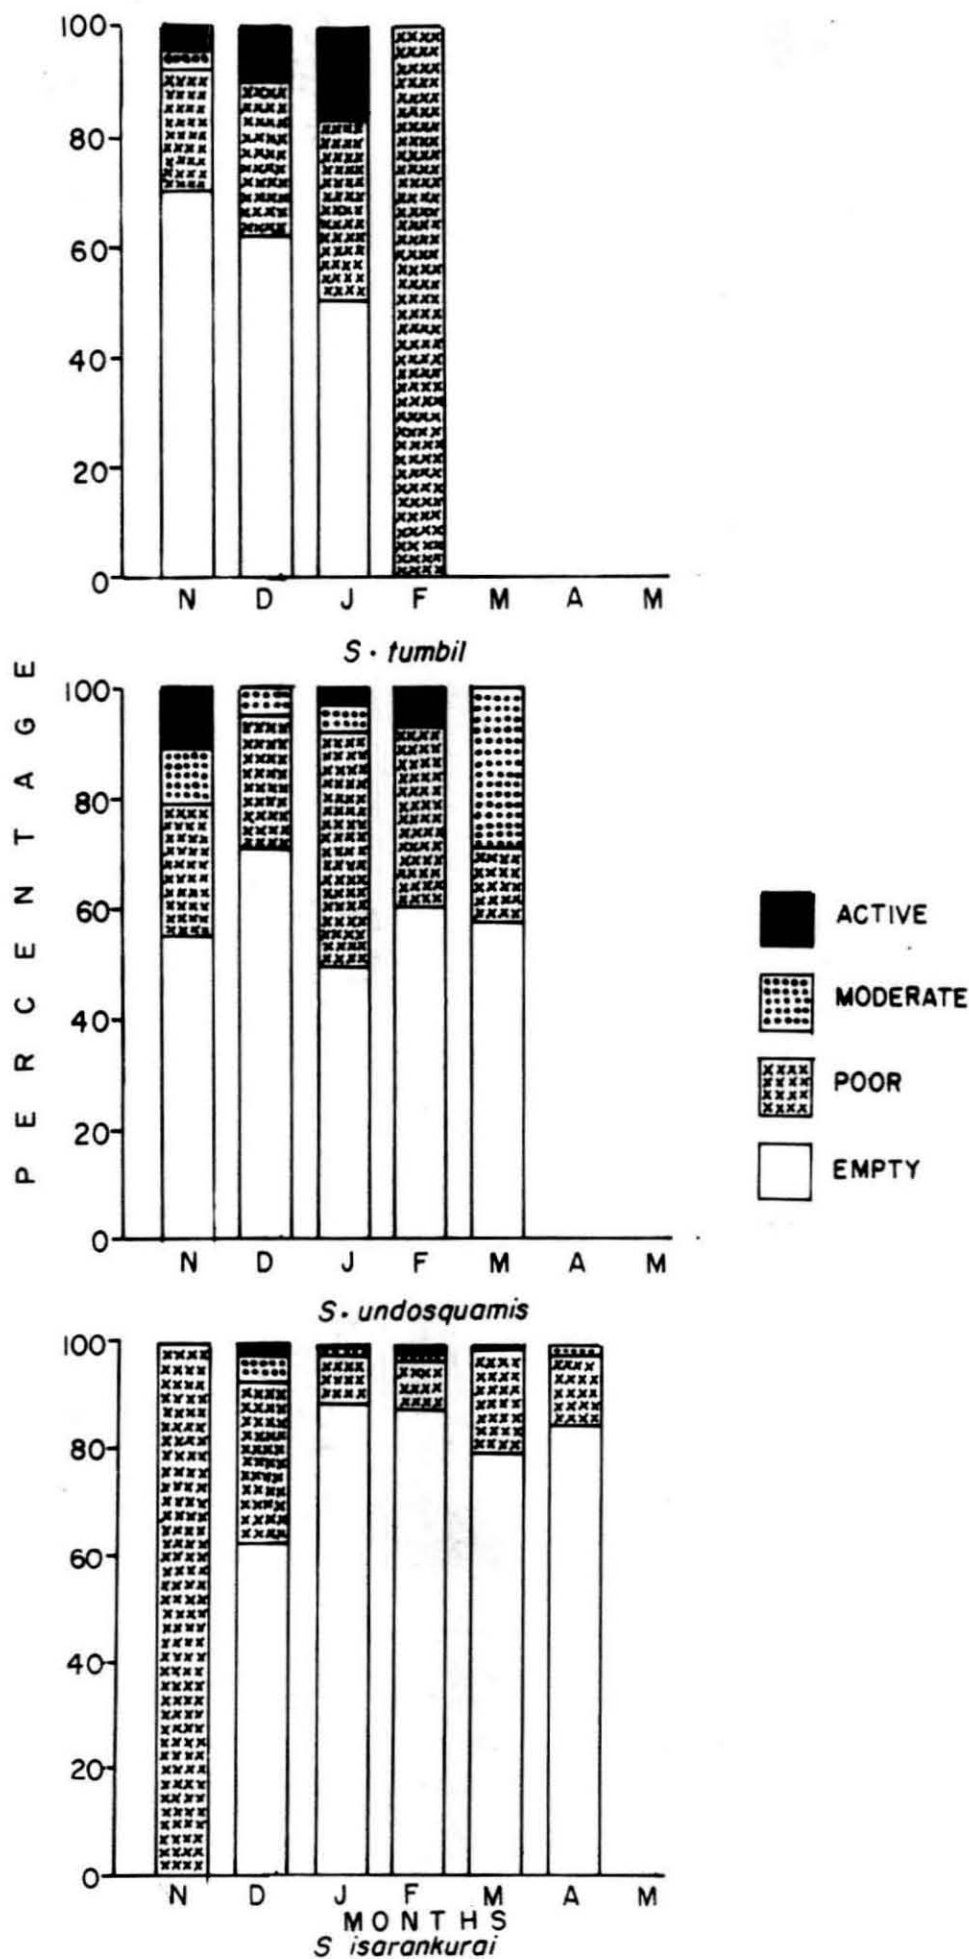 100
80
60
40
20
0
N D J F M A M
S. tumbil
PERCENTAGE
100
80
60
40
20
0
N D J F M A M
S. undosquamis
ACTIVE
MODERATE
POOR
EMPTY
100
80
60
40
20
0
N D J F M A M
MONTHS
S isarankurai